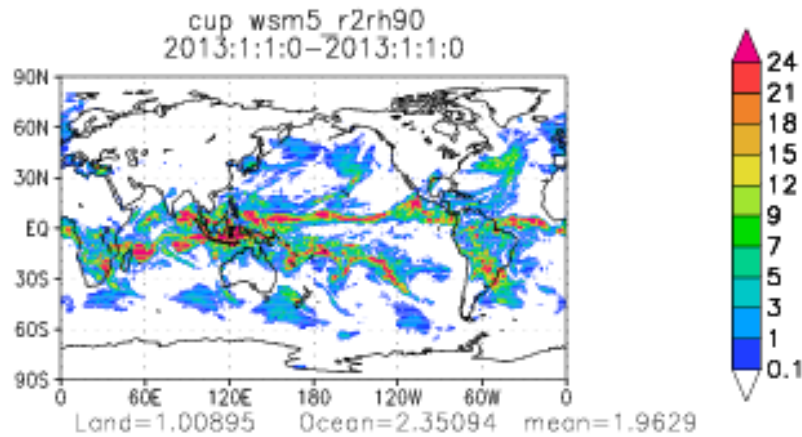 cup wsm5_r2rh90
2013:1:1:0-2013:1:1:0
90N
60N
30N
EQ
30S
60S
90S
0 60E 120E 180 120W 60W 0
Land=1.00895 Ocean=2.35094 mean=1.9629
24
21
18
15
12
9
7
5
3
1
0.1